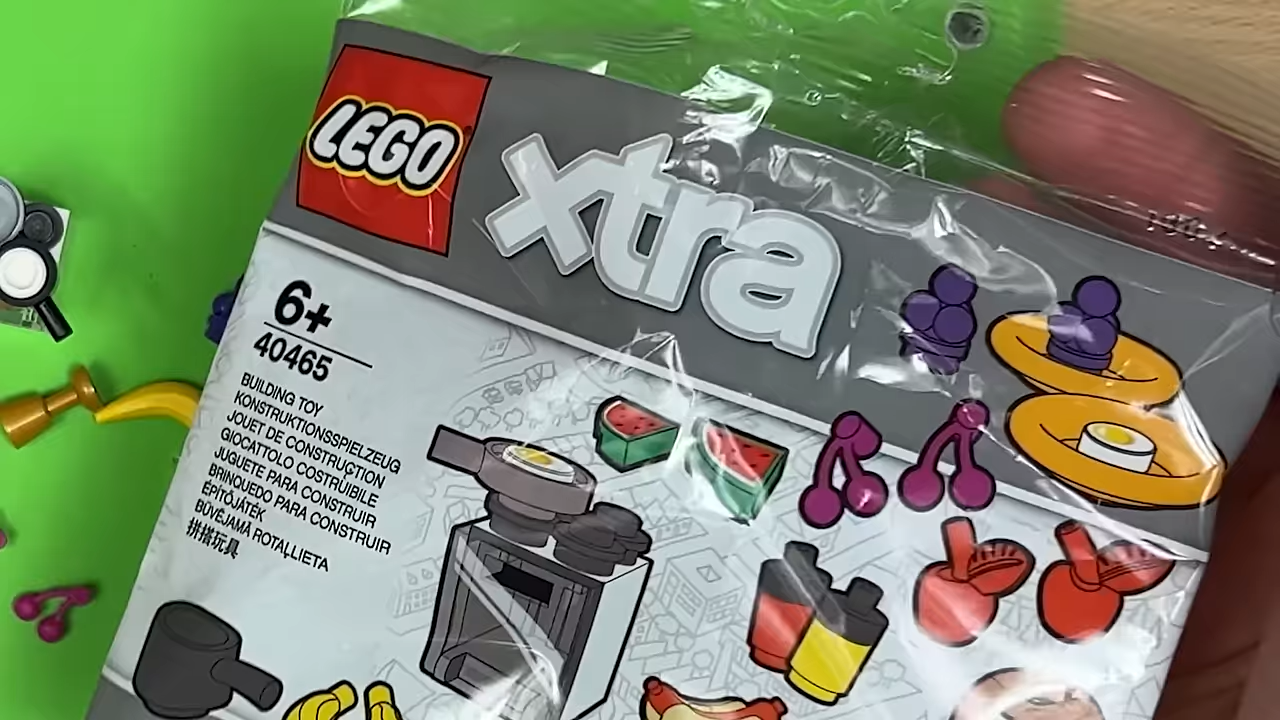 LEGO
xtra
6+
40465
BUILDING TOY
KONSTRUKTIONSSPIELZEUG
JOUET DE CONSTRUCTION
GIOCATTOLO COSTRUIBILE
JUGUETE PARA CONSTRUIR
BRINQUEDO PARA CONSTRUIR
ÉPÍTŐJÁTÉK
BŪVĒJAMĀ ROTAĻLIETA
拼搭玩具